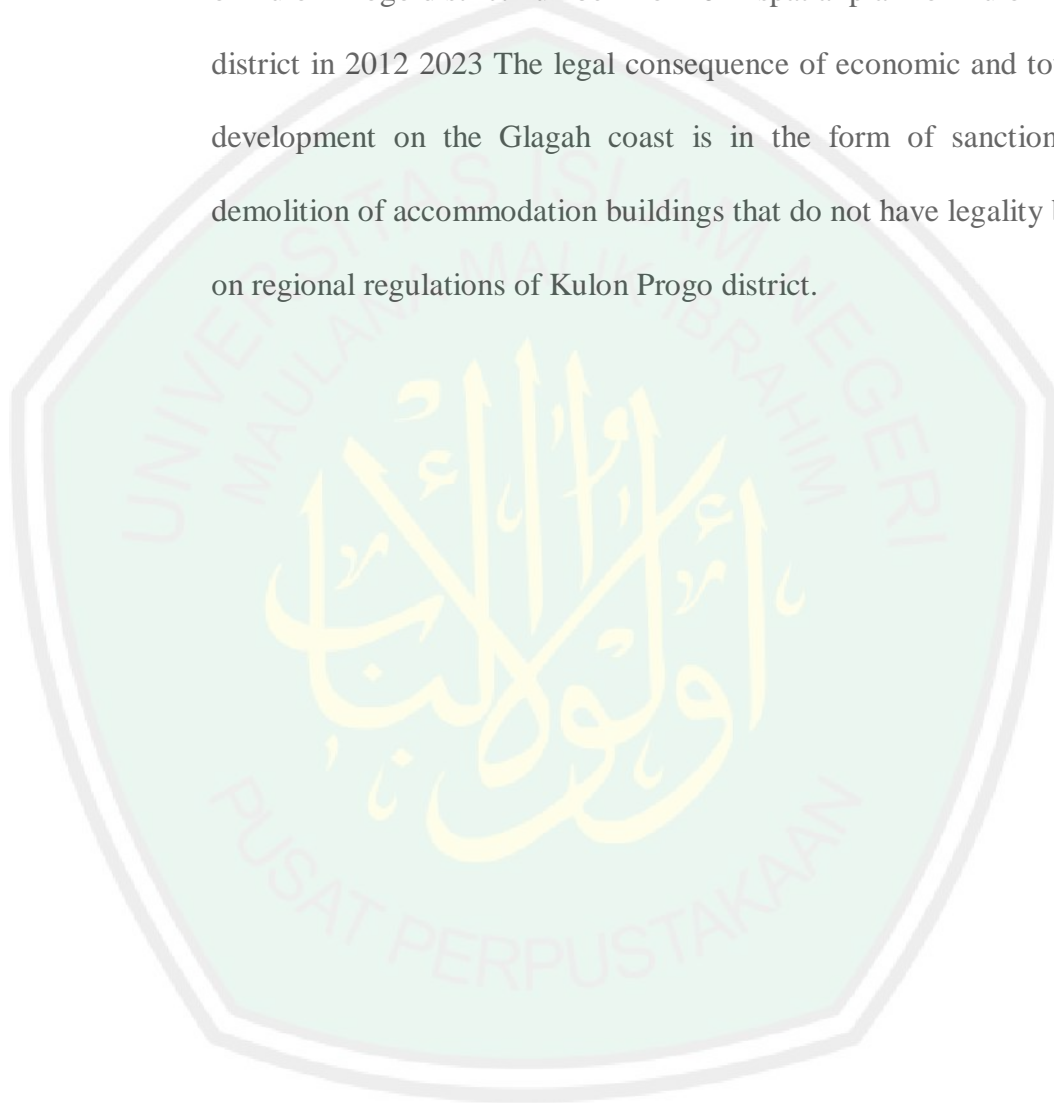 district in 2012 2023 The legal consequence of economic and to
development on the Glagah coast is in the form of sanction
demolition of accommodation buildings that do not have legality
on regional regulations of Kulon Progo district.
UNIVERSITAS ISLAM NEGERI
MAULANA MALIK IBRAHIM
أولو الألباب
PUSAT PERPUSTAKAAN